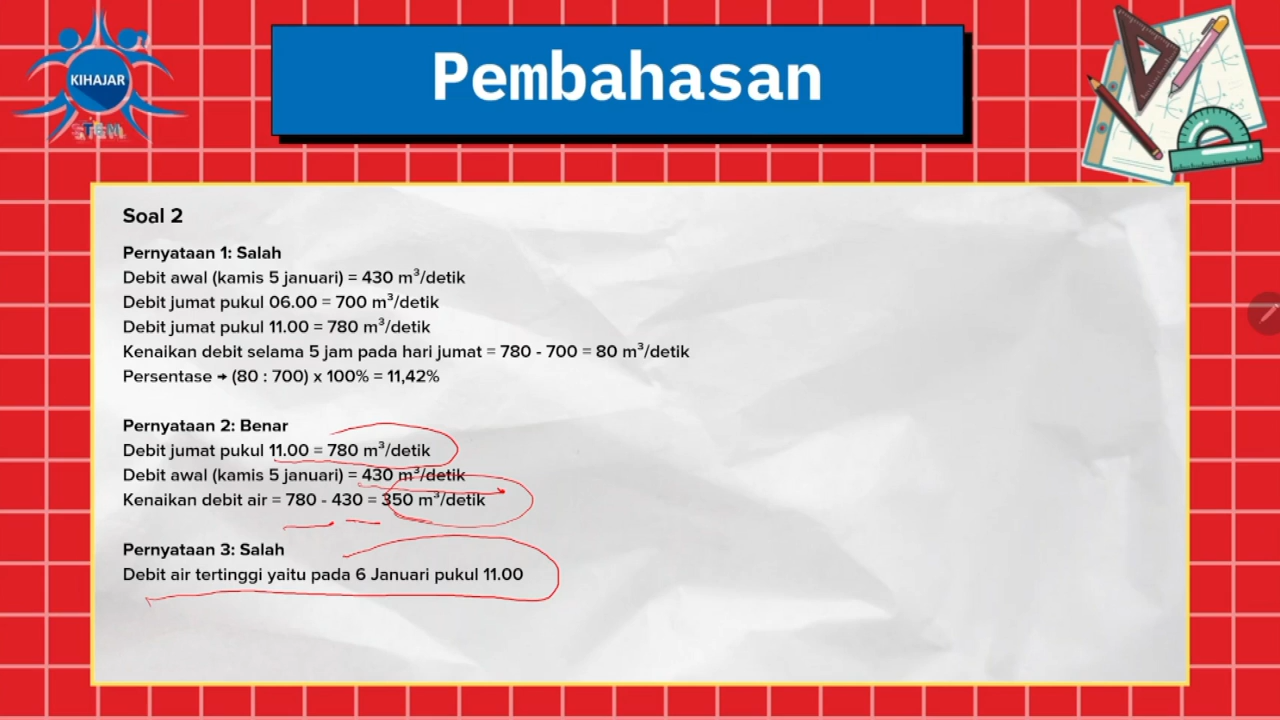 KIHAJAR
STEM
Pembahasan
Soal 2
Pernyataan 1: Salah
Debit awal (kamis 5 januari) = 430 m³/detik
Debit jumat pukul 06.00 = 700 m³/detik
Debit jumat pukul 11.00 = 780 m³/detik
Kenaikan debit selama 5 jam pada hari jumat = 780 - 700 = 80 m³/detik
Persentase → (80 : 700) x 100% = 11,42%
Pernyataan 2: Benar
Debit jumat pukul 11.00 = 780 m³/detik
Debit awal (kamis 5 januari) = 430 m³/detik
Kenaikan debit air = 780 - 430 = 350 m³/detik
Pernyataan 3: Salah
Debit air tertinggi yaitu pada 6 Januari pukul 11.00